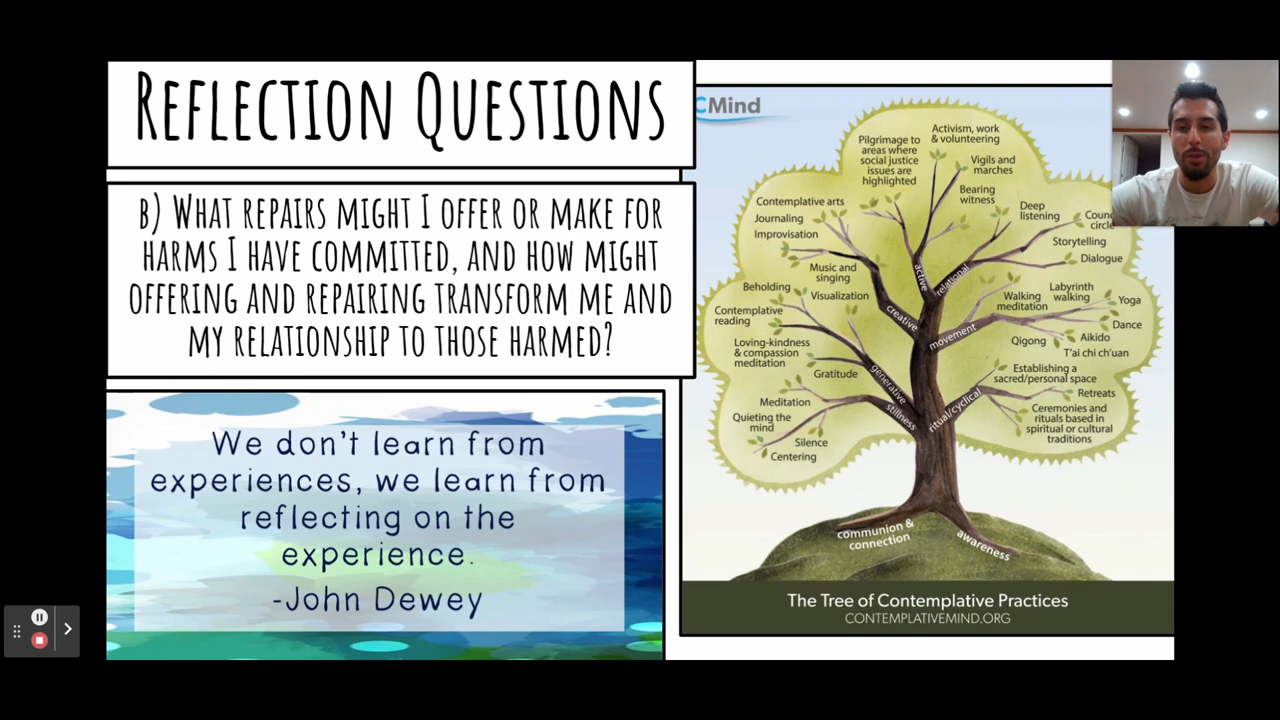 REFLECTION QUESTIONS
B) WHAT REPAIRS MIGHT I OFFER OR MAKE FOR
HARMS I HAVE COMMITTED, AND HOW MIGHT
OFFERING AND REPAIRING TRANSFORM ME AND
MY RELATIONSHIP TO THOSE HARMED?
We don't learn from
experiences, we learn from
reflecting on the
experience.
-John Dewey
CMind
Activism, work
& volunteering
Pilgrimage to
areas where
social justice
issues are
highlighted
Vigils and
marches
Bearing
witness
Deep
listening
Counc
circle
Storytelling
Dialogue
Contemplative arts
Journaling
Improvisation
Music and
singing
Visualization
Beholding
Contemplative
reading
Loving-kindness
& compassion
meditation
Gratitude
Meditation
Quieting the
mind
Silence
Centering
active
relational
creative
movement
generative
stillness
ritual/cyclical
Walking
meditation
Labyrinth
walking
Yoga
Dance
Qigong
Aikido
T'ai chi ch'uan
Establishing a
sacred/personal space
Retreats
Ceremonies and
rituals based in
spiritual or cultural
traditions
communion &
connection
awareness
The Tree of Contemplative Practices
CONTEMPLATIVEMIND.ORG